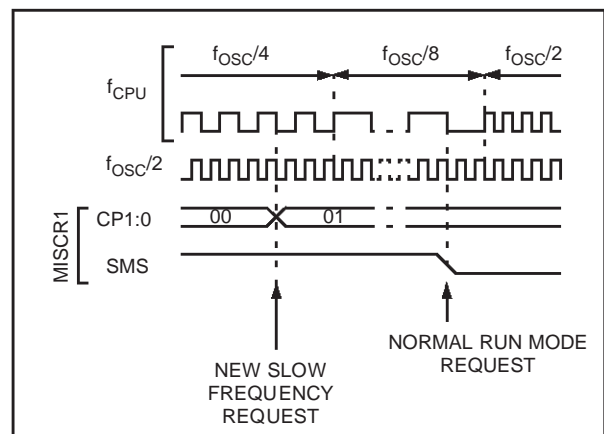 fOSC/4 fOSC/8 fOSC/2
fCPU
fOSC/2
MISCR1
CP1:0 00 01
SMS
NEW SLOW
FREQUENCY
REQUEST
NORMAL RUN MODE
REQUEST